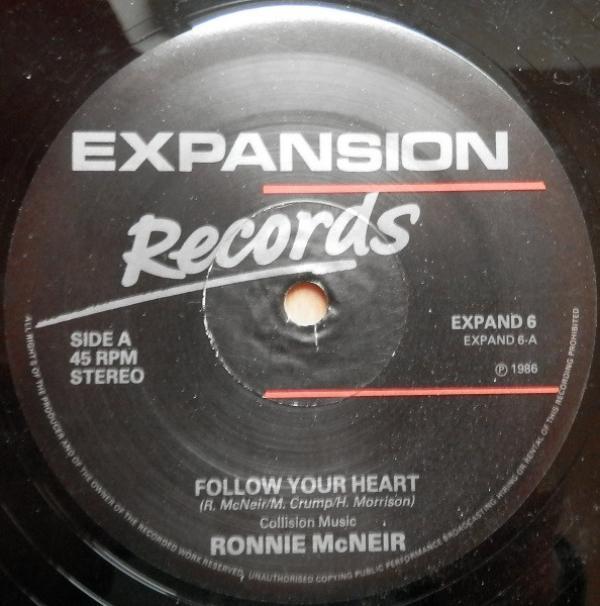 EXPANSION
Records
SIDE A
45 RPM
STEREO
EXPAND 6
EXPAND 6-A
℗ 1986
FOLLOW YOUR HEART
(R. McNeir/M. Crump/H. Morrison)
Collision Music
RONNIE McNEIR
ALL RIGHTS OF THE PRODUCER AND OF THE OWNER OF THE RECORDED WORK RESERVED. UNAUTHORISED COPYING PUBLIC PERFORMANCE BROADCASTING HIRING OR RENTAL OF THIS RECORDING PROHIBITED